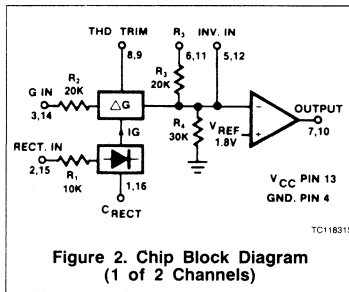 THD TRIM
R3
INV. IN
8,9
6,11
5,12
R2
20K
R3
20K
G IN
3,14
ΔG
OUTPUT
7,10
IG
R4
30K
VREF
1.8V
RECT. IN
2,15
R1
10K
1,16
CRECT
VCC PIN 13
GND. PIN 4
TC11831S
Figure 2. Chip Block Diagram
(1 of 2 Channels)